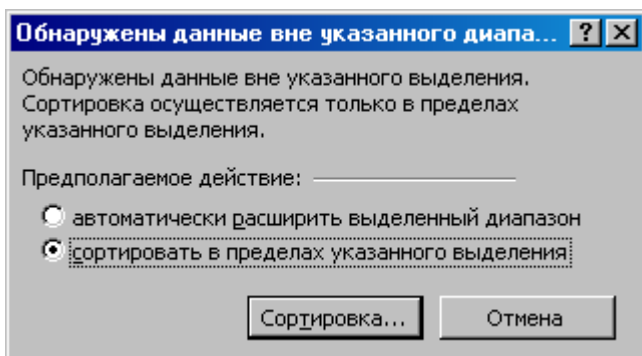 Обнаружены данные вне указанного диапа...
Обнаружены данные вне указанного выделения.
Сортировка осуществляется только в пределах
указанного выделения.
Предполагаемое действие:
автоматически расширить выделенный диапазон
сортировать в пределах указанного выделения
Сортировка...
Отмена